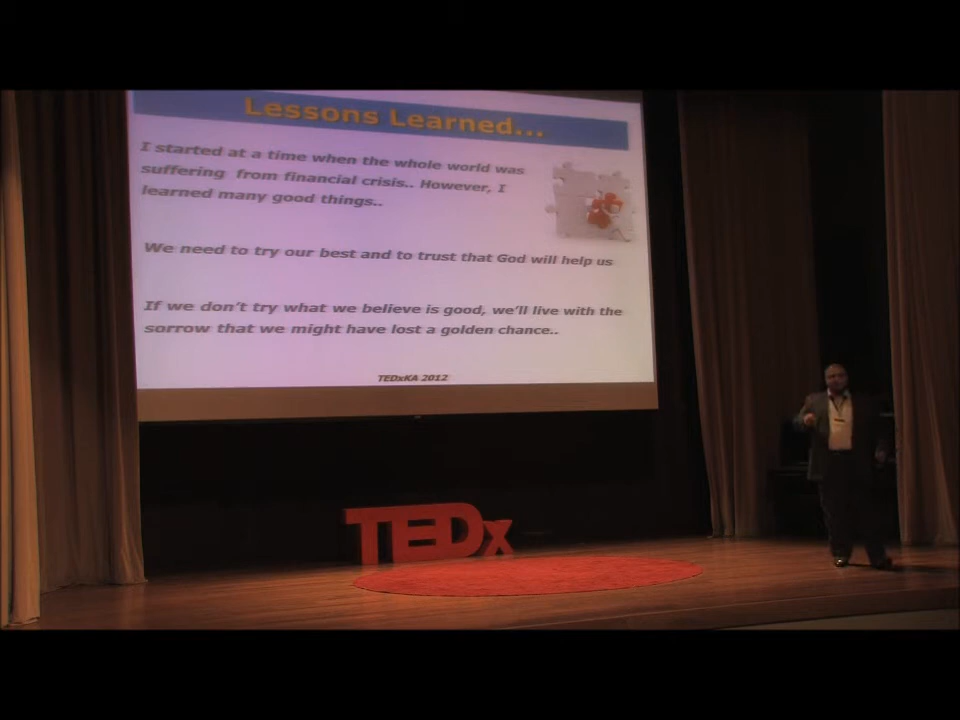 Lessons Learned...
I started at a time when the whole world was
suffering from financial crisis.. However, I
learned many good things..
We need to try our best and to trust that God will help us
If we don't try what we believe is good, we'll live with the
sorrow that we might have lost a golden chance..
TEDxKA 2012
TEDx